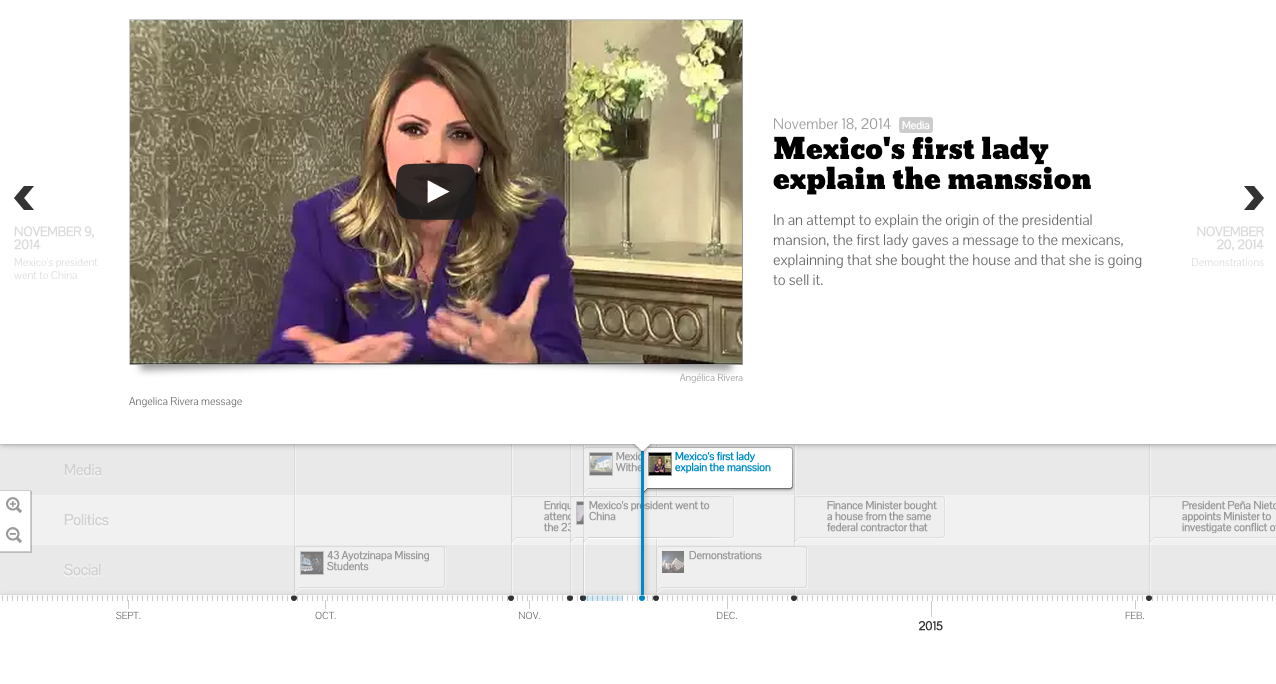 November 18, 2014 Media
Mexico's first lady
explain the manssion
In an attempt to explain the origin of the presidential
mansion, the first lady gaves a message to the mexicans,
explainning that she bought the house and that she is going
to sell it.
NOVEMBER 9,
2014
Mexico's president
went to China
NOVEMBER
20, 2014
Demonstrations
Angélica Rivera
Angelica Rivera message
Media
Mexic
Withe
Mexico's first lady
explain the manssion
Politics
Enriqu
attend
the 23
Mexico's president went to
China
Finance Minister bought
a house from the same
federal contractor that
President Peña Nieto
appoints Minister to
investigate conflict o
Social
43 Ayotzinapa Missing
Students
Demonstrations
SEPT.
OCT.
NOV.
DEC.
2015
FEB.